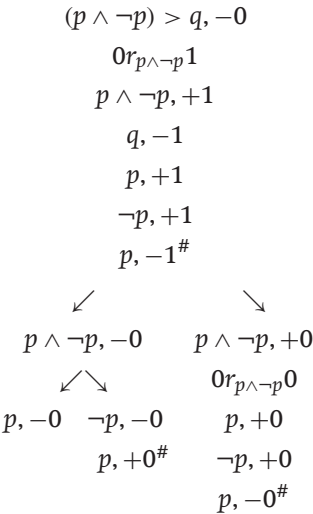 (p ∧ ¬p) > q, −0
0r_{p∧¬p}1
p ∧ ¬p, +1
q, −1
p, +1
¬p, +1
p, −1^#
↙ ↘
p ∧ ¬p, −0 p ∧ ¬p, +0
↙↘ 0r_{p∧¬p}0
p, −0 ¬p, −0 p, +0
p, +0^# ¬p, +0
p, −0^#